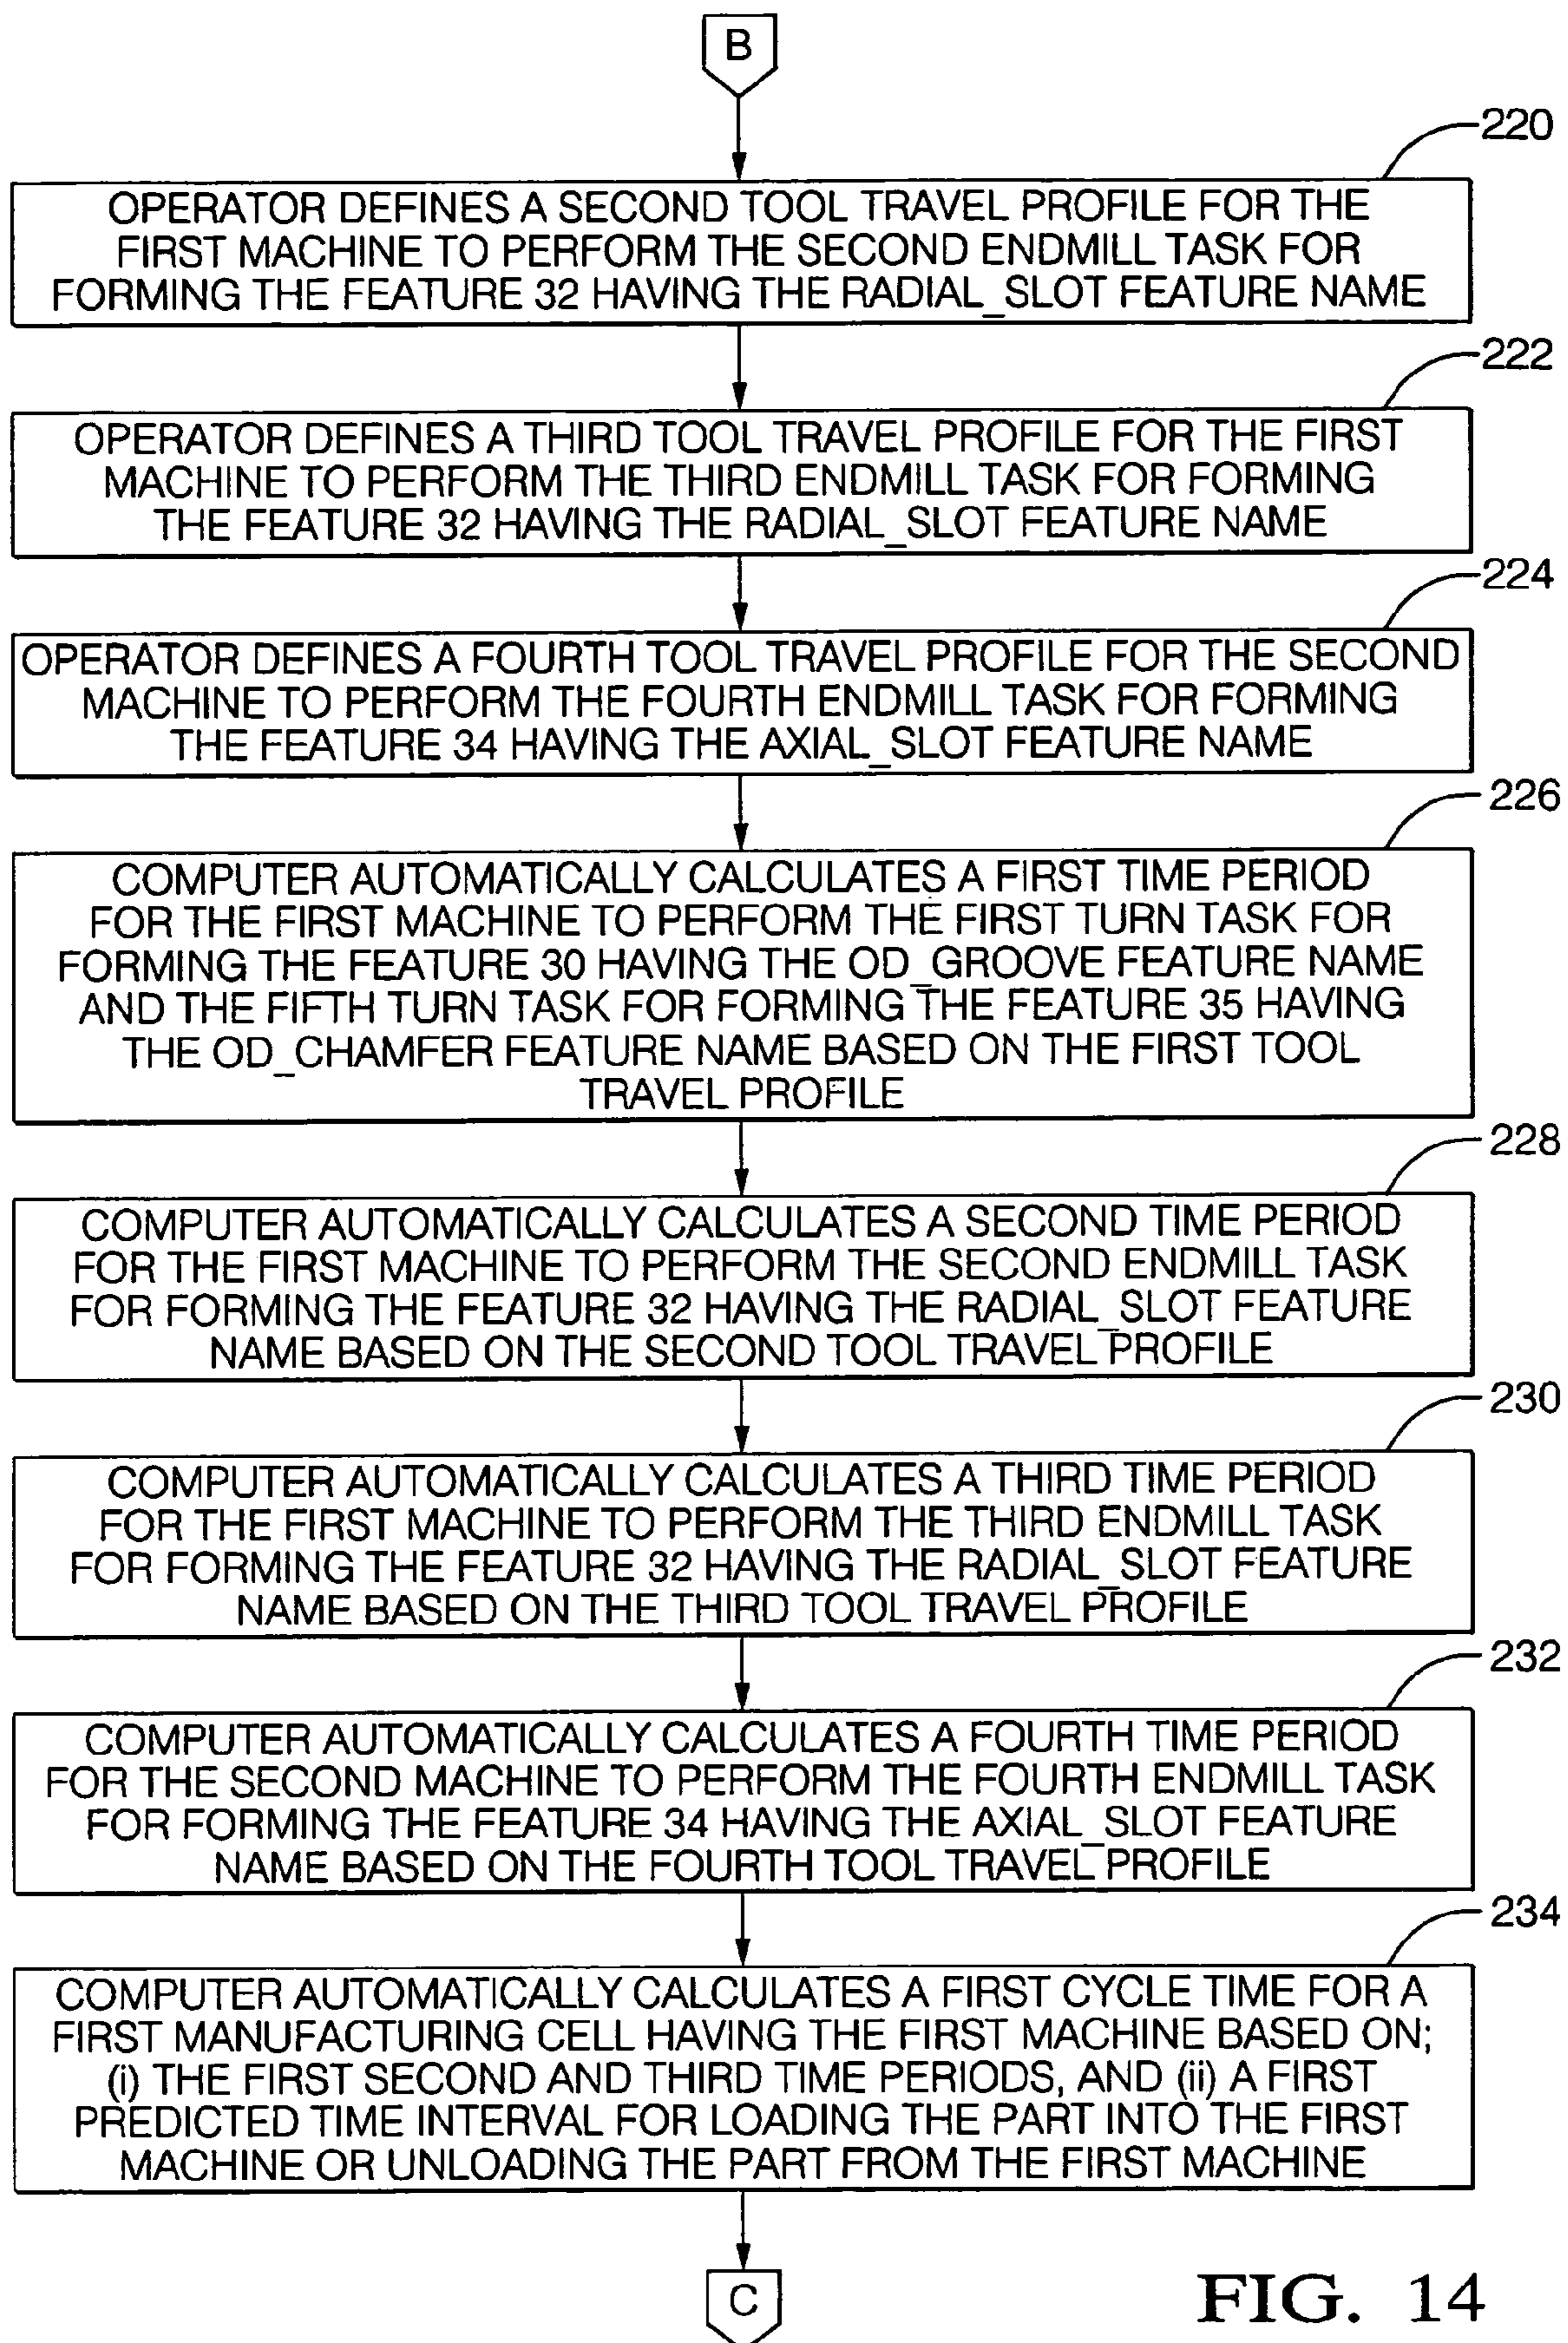 B
220
OPERATOR DEFINES A SECOND TOOL TRAVEL PROFILE FOR THE
FIRST MACHINE TO PERFORM THE SECOND ENDMILL TASK FOR
FORMING THE FEATURE 32 HAVING THE RADIAL_SLOT FEATURE NAME
222
OPERATOR DEFINES A THIRD TOOL TRAVEL PROFILE FOR THE FIRST
MACHINE TO PERFORM THE THIRD ENDMILL TASK FOR FORMING
THE FEATURE 32 HAVING THE RADIAL_SLOT FEATURE NAME
224
OPERATOR DEFINES A FOURTH TOOL TRAVEL PROFILE FOR THE SECOND
MACHINE TO PERFORM THE FOURTH ENDMILL TASK FOR FORMING
THE FEATURE 34 HAVING THE AXIAL_SLOT FEATURE NAME
226
COMPUTER AUTOMATICALLY CALCULATES A FIRST TIME PERIOD
FOR THE FIRST MACHINE TO PERFORM THE FIRST TURN TASK FOR
FORMING THE FEATURE 30 HAVING THE OD_GROOVE FEATURE NAME
AND THE FIFTH TURN TASK FOR FORMING THE FEATURE 35 HAVING
THE OD_CHAMFER FEATURE NAME BASED ON THE FIRST TOOL
TRAVEL PROFILE
228
COMPUTER AUTOMATICALLY CALCULATES A SECOND TIME PERIOD
FOR THE FIRST MACHINE TO PERFORM THE SECOND ENDMILL TASK
FOR FORMING THE FEATURE 32 HAVING THE RADIAL_SLOT FEATURE
NAME BASED ON THE SECOND TOOL TRAVEL PROFILE
230
COMPUTER AUTOMATICALLY CALCULATES A THIRD TIME PERIOD
FOR THE FIRST MACHINE TO PERFORM THE THIRD ENDMILL TASK
FOR FORMING THE FEATURE 32 HAVING THE RADIAL_SLOT FEATURE
NAME BASED ON THE THIRD TOOL TRAVEL PROFILE
232
COMPUTER AUTOMATICALLY CALCULATES A FOURTH TIME PERIOD
FOR THE SECOND MACHINE TO PERFORM THE FOURTH ENDMILL TASK
FOR FORMING THE FEATURE 34 HAVING THE AXIAL_SLOT FEATURE
NAME BASED ON THE FOURTH TOOL TRAVEL PROFILE
234
COMPUTER AUTOMATICALLY CALCULATES A FIRST CYCLE TIME FOR A
FIRST MANUFACTURING CELL HAVING THE FIRST MACHINE BASED ON;
(i) THE FIRST SECOND AND THIRD TIME PERIODS, AND (ii) A FIRST
PREDICTED TIME INTERVAL FOR LOADING THE PART INTO THE FIRST
MACHINE OR UNLOADING THE PART FROM THE FIRST MACHINE
C
FIG. 14